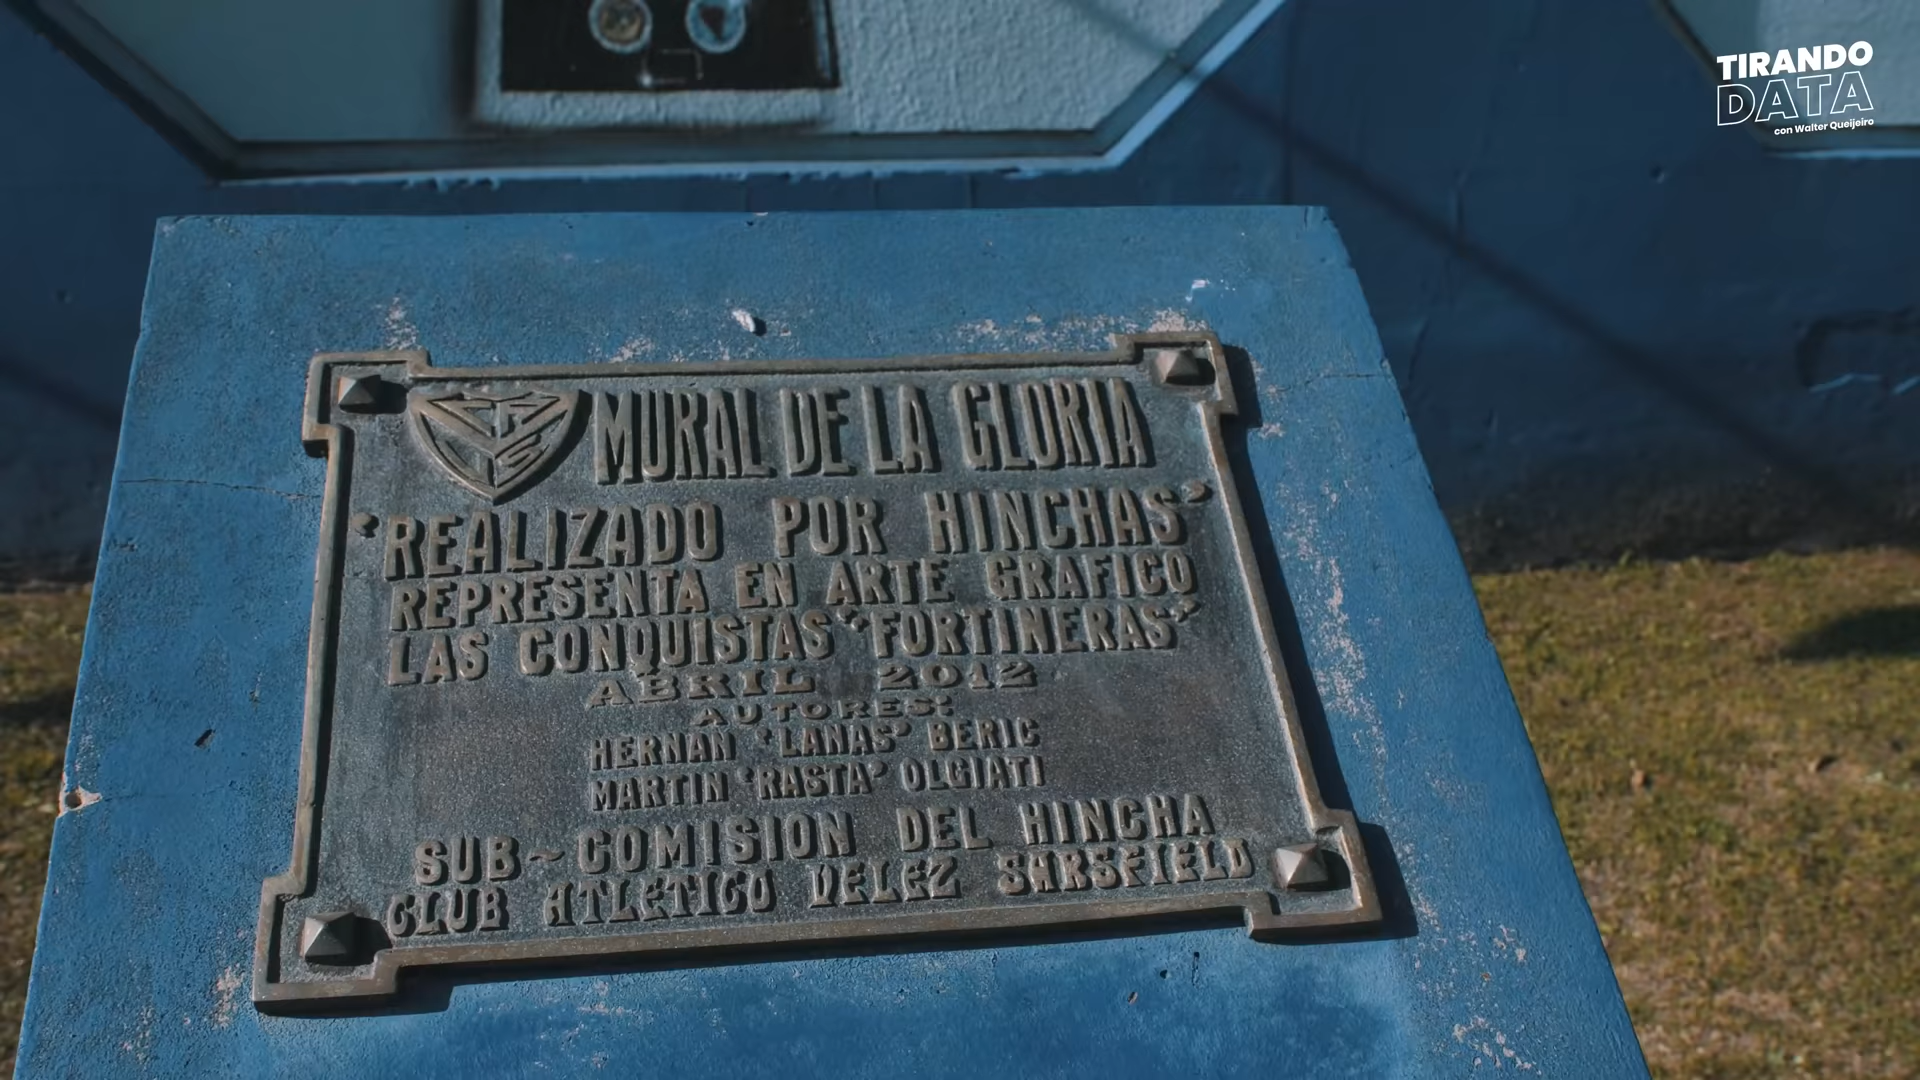 TIRANDO
DATA
con Walter Queijeiro
MURAL DE LA GLORIA
"REALIZADO POR HINCHAS"
REPRESENTA EN ARTE GRAFICO
LAS CONQUISTAS "FORTINERAS"
ABRIL 2012
AUTORES:
HERNAN "LANAS" BERIC
MARTIN "RASTA" OLGIATI
SUB-COMISION DEL HINCHA
CLUB ATLETICO VELEZ SARSFIELD